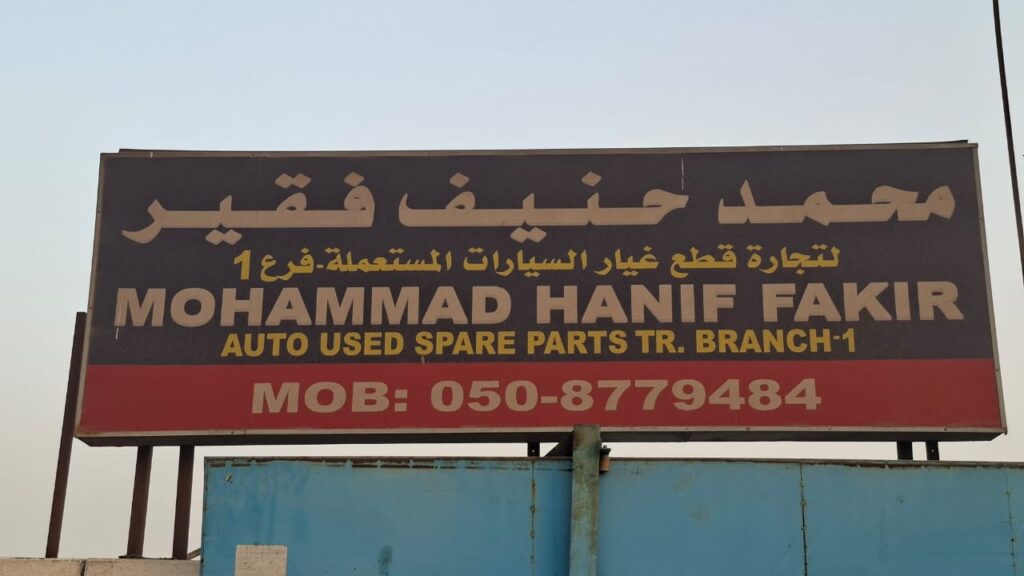 محمد حنيف فقير
لتجارة قطع غيار السيارات المستعملة-فرع 1
MOHAMMAD HANIF FAKIR
AUTO USED SPARE PARTS TR. BRANCH-1
MOB: 050-8779484